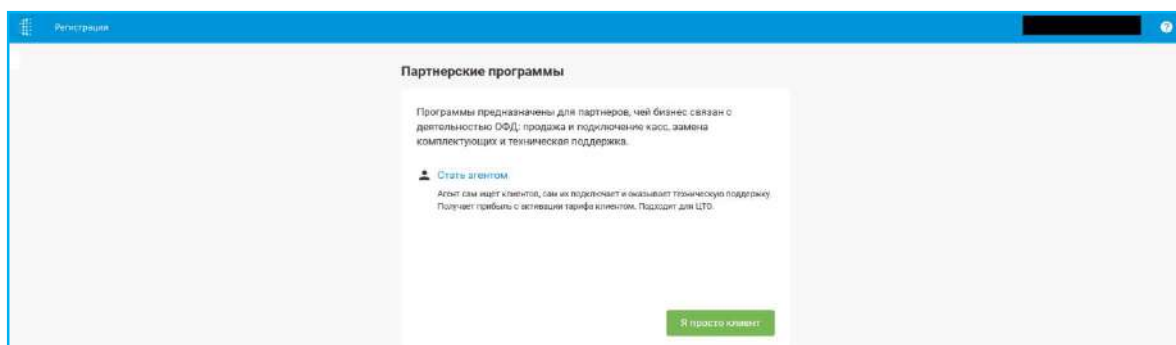 Регистрация
Партнерские программы
Программы предназначены для партнеров, чей бизнес связан с
деятельностью ОФД: продажа и подключение касс, замена
комплектующих и техническая поддержка.
Стать агентом
Агент сам ищет клиентов, сам их подключает и оказывает техническую поддержку.
Получает прибыль с активации тарифа клиентом. Подходит для ЦТО.
Я просто клиент